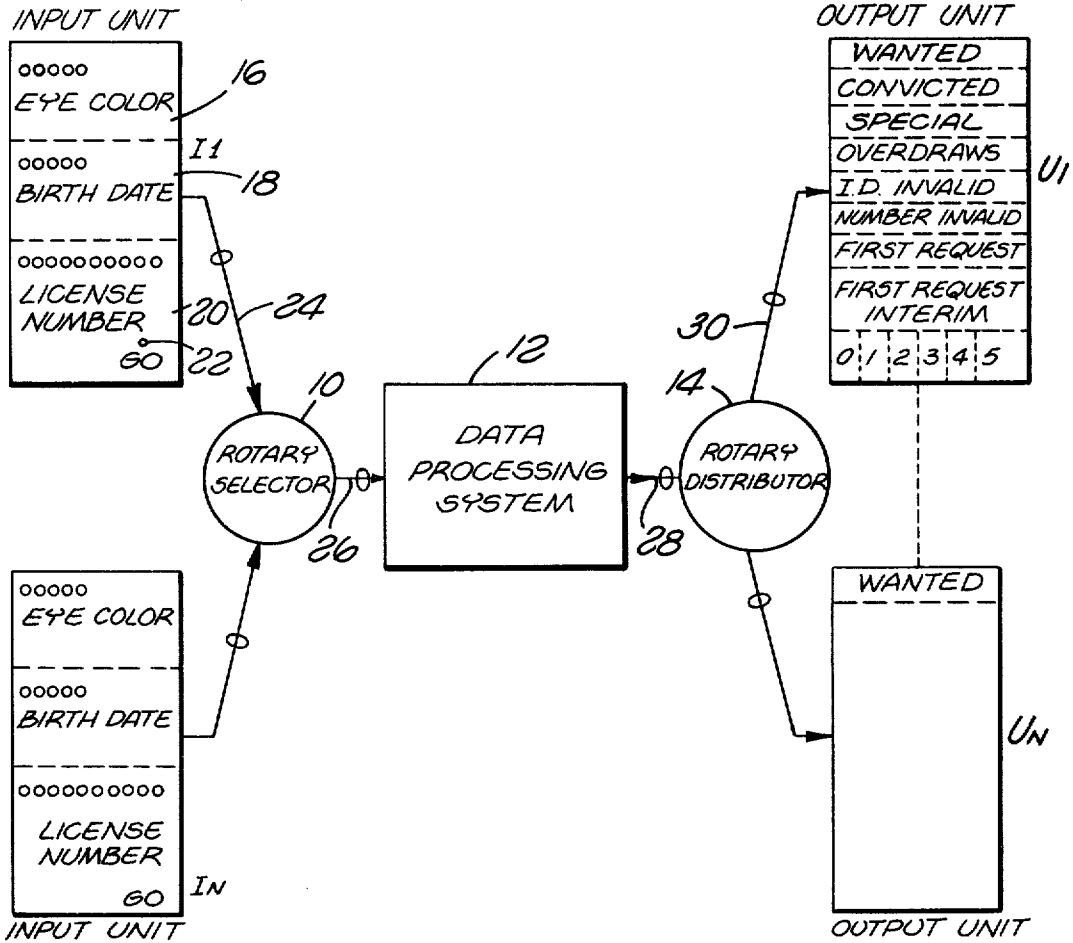 INPUT UNIT
EYE COLOR
16
I1
BIRTH DATE
18
LICENSE
NUMBER
20
22
GO
24
10
ROTARY
SELECTOR
26
12
DATA
PROCESSING
SYSTEM
28
14
ROTARY
DISTRIBUTOR
30
OUTPUT UNIT
WANTED
CONVICTED
SPECIAL
OVERDRAWS
I.D. INVALID
NUMBER INVALID
FIRST REQUEST
FIRST REQUEST
INTERIM
0 1 2 3 4 5
U1
EYE COLOR
BIRTH DATE
LICENSE
NUMBER
GO
IN
INPUT UNIT
WANTED
UN
OUTPUT UNIT